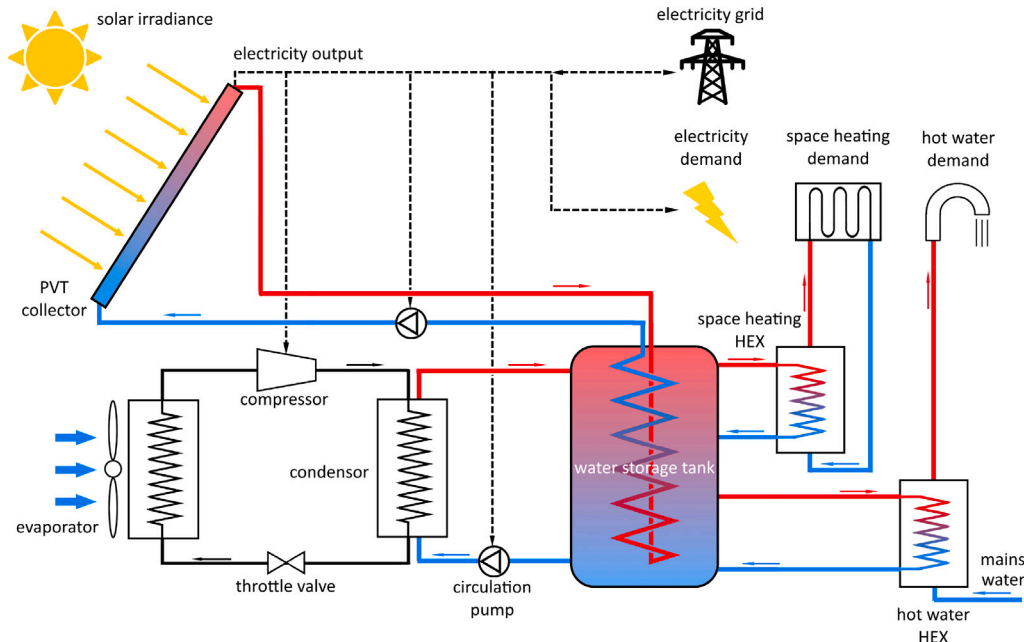 solar irradiance
electricity output
electricity grid
electricity
demand
space heating
demand
hot water
demand
PVT
collector
space heating
HEX
compressor
condensor
water storage tank
evaporator
throttle valve
circulation
pump
mains
water
hot water
HEX